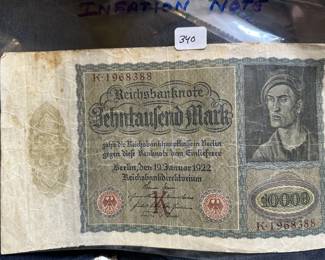 INFATION NOTE
340
K·1968388
Reichsbanknote
Zehntausend Mark
zahlt die Reichsbankhauptkasse in Berlin
gegen diese Banknote dem Einlieferer
Berlin, den 19. Januar 1922
Reichsbankdirektorium
K
10000
K·1968388